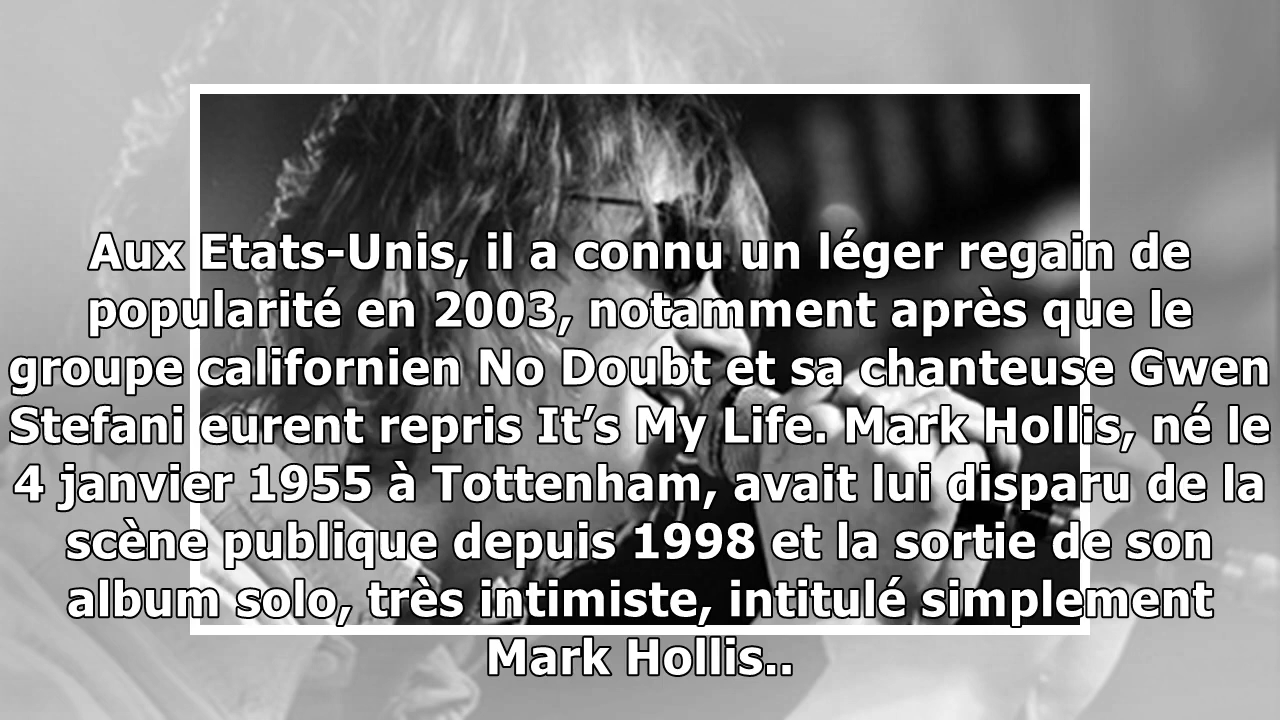 Aux Etats-Unis, il a connu un léger regain de
popularité en 2003, notamment après que le
groupe californien No Doubt et sa chanteuse Gwen
Stefani eurent repris It’s My Life. Mark Hollis, né le
4 janvier 1955 à Tottenham, avait lui disparu de la
scène publique depuis 1998 et la sortie de son
album solo, très intimiste, intitulé simplement
Mark Hollis..